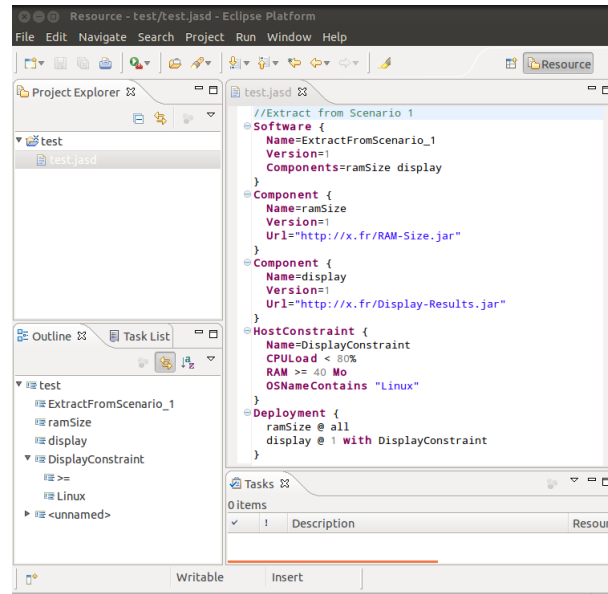 Resource - test/test.jasd - Eclipse Platform
File Edit Navigate Search Project Run Window Help
Resource
Project Explorer
test
test.jasd
Outline Task List
test
ExtractFromScenario_1
ramSize
display
DisplayConstraint
>=
Linux
<unnamed>
test.jasd
//Extract from Scenario 1
Software {
Name=ExtractFromScenario_1
Version=1
Components=ramSize display
}
Component {
Name=ramSize
Version=1
Url="http://x.fr/RAM-Size.jar"
}
Component {
Name=display
Version=1
Url="http://x.fr/Display-Results.jar"
}
HostConstraint {
Name=DisplayConstraint
CPULoad < 80%
RAM >= 40 Mo
OSNameContains "Linux"
}
Deployment {
ramSize @ all
display @ 1 with DisplayConstraint
}
Tasks
0 items
! Description Resour
Writable Insert